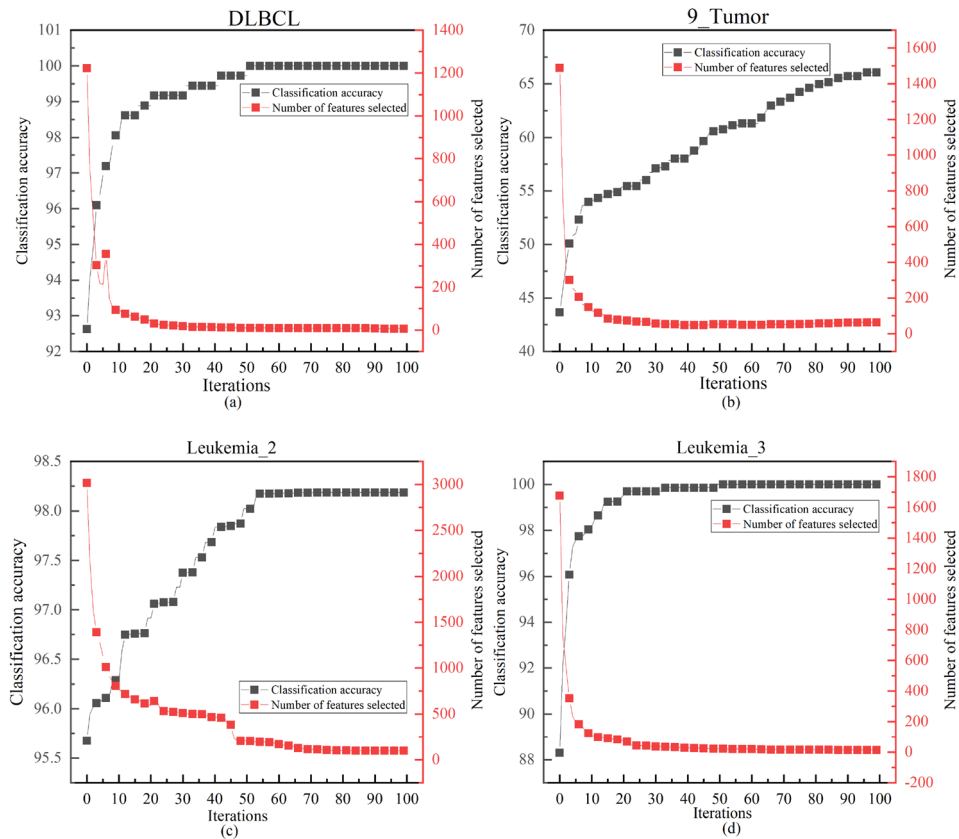 DLBCL
101
100
99
98
97
96
95
94
93
92
Classification accuracy
Classification accuracy
Number of features selected
1400
1200
1000
800
600
400
200
0
Number of features selected
0 10 20 30 40 50 60 70 80 90 100
Iterations
(a)
9_Tumor
70
65
60
55
50
45
40
Classification accuracy
Classification accuracy
Number of features selected
1600
1400
1200
1000
800
600
400
200
0
Number of features selected
0 10 20 30 40 50 60 70 80 90 100
Iterations
(b)
Leukemia_2
98.5
98.0
97.5
97.0
96.5
96.0
95.5
Classification accuracy
Classification accuracy
Number of features selected
3000
2500
2000
1500
1000
500
0
Number of features selected
0 10 20 30 40 50 60 70 80 90 100
Iterations
(c)
Leukemia_3
100
98
96
94
92
90
88
Classification accuracy
Classification accuracy
Number of features selected
1800
1600
1400
1200
1000
800
600
400
200
0
-200
Number of features selected
0 10 20 30 40 50 60 70 80 90 100
Iterations
(d)